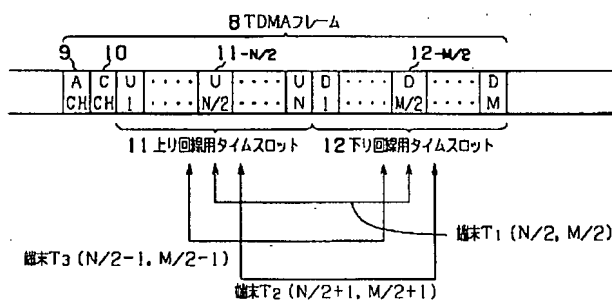 8 TDMAフレーム
9 10 11-N/2 12-M/2
A CH C CH U 1 ···· U N/2 ···· U N D 1 ···· D M/2 ···· D M
11 上り回線用タイムスロット 12 下り回線用タイムスロット
端末T1 (N/2, M/2)
端末T3 (N/2-1, M/2-1)
端末T2 (N/2+1, M/2+1)